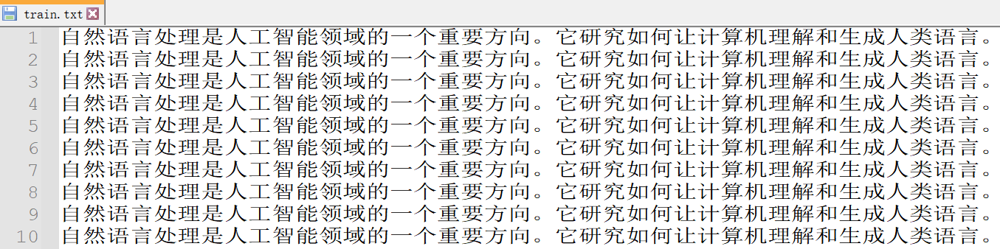 train.txt
1 自然语言处理是人工智能领域的一个重要方向。它研究如何让计算机理解和生成人类语言。
2 自然语言处理是人工智能领域的一个重要方向。它研究如何让计算机理解和生成人类语言。
3 自然语言处理是人工智能领域的一个重要方向。它研究如何让计算机理解和生成人类语言。
4 自然语言处理是人工智能领域的一个重要方向。它研究如何让计算机理解和生成人类语言。
5 自然语言处理是人工智能领域的一个重要方向。它研究如何让计算机理解和生成人类语言。
6 自然语言处理是人工智能领域的一个重要方向。它研究如何让计算机理解和生成人类语言。
7 自然语言处理是人工智能领域的一个重要方向。它研究如何让计算机理解和生成人类语言。
8 自然语言处理是人工智能领域的一个重要方向。它研究如何让计算机理解和生成人类语言。
9 自然语言处理是人工智能领域的一个重要方向。它研究如何让计算机理解和生成人类语言。
10 自然语言处理是人工智能领域的一个重要方向。它研究如何让计算机理解和生成人类语言。